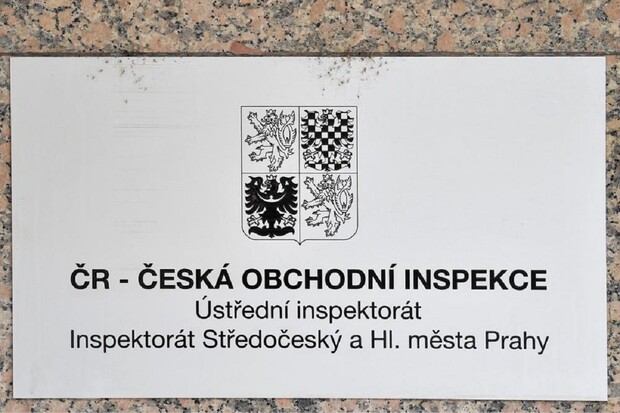 ČR - ČESKÁ OBCHODNÍ INSPEKCE
Ústřední inspektorát
Inspektorát Středočeský a Hl. města Prahy